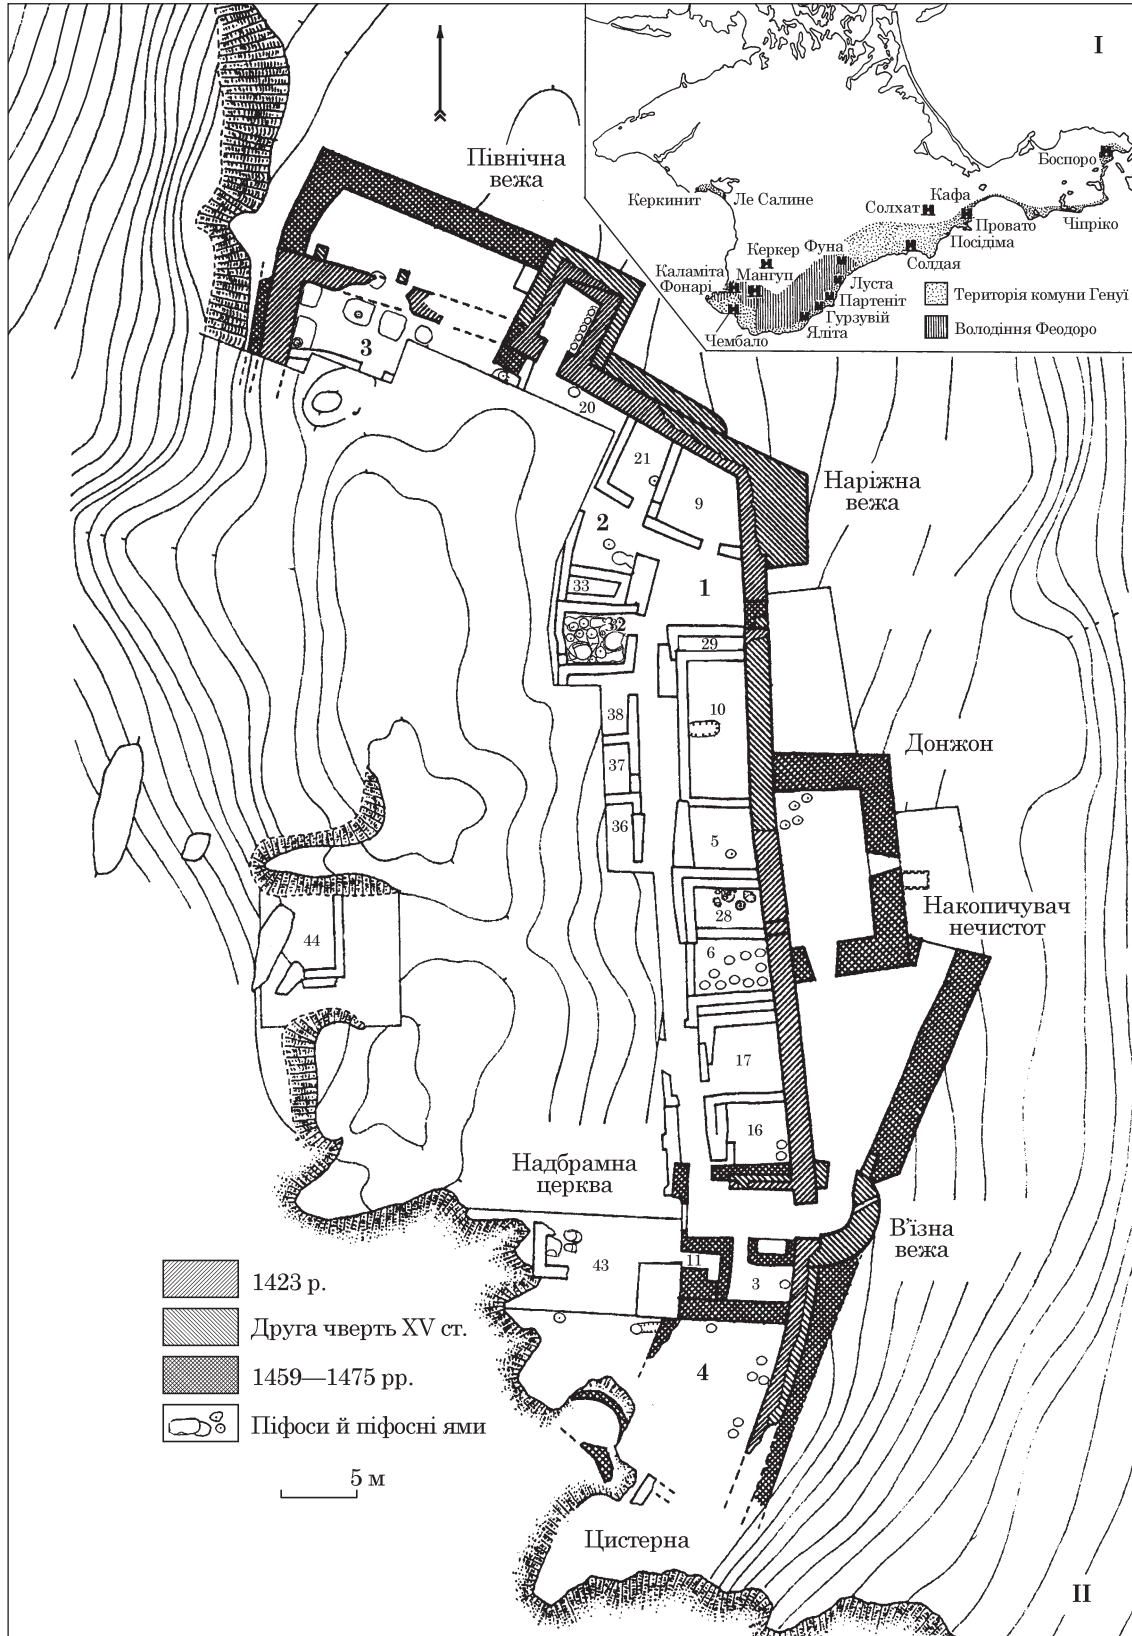 I
Боспоро
Керкинит
Ле Салине
Кафа
Солхат
Провато
Чіпріко
Посідіма
Керкер
Фуна
Солдая
Каламіта
Мангуп
Фонарі
Луста
Партеніт
Гурзувій
Чембало
Яліта
Територія комуни Генуї
Володіння Феодоро
Північна
вежа
3
20
21
9
Наріжна
вежа
2
33
1
32
29
10
38
37
36
Донжон
5
28
6
Накопичувач
нечистот
44
17
16
Надбрамна
церква
В'їзна
вежа
43
11
3
4
1423 р.
Друга чверть XV ст.
1459—1475 рр.
Піфоси й піфосні ями
5 м
Цистерна
II